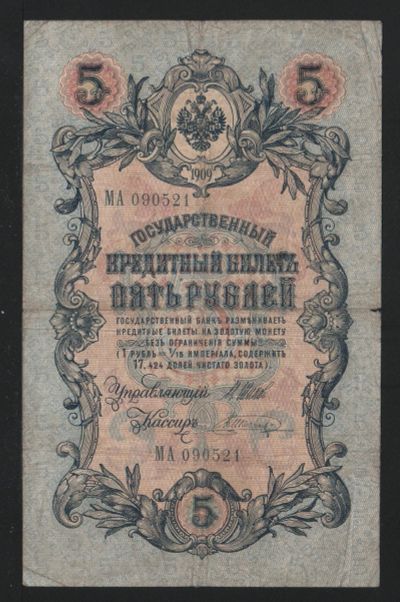 5 5
1909
МА 090521
ГОСУДАРСТВЕННЫЙ
КРЕДИТНЫЙ БИЛЕТЪ
ПЯТЬ РУБЛЕЙ
ГОСУДАРСТВЕННЫЙ БАНКЪ РАЗМѢНИВАЕТЪ
КРЕДИТНЫЕ БИЛЕТЫ НА ЗОЛОТУЮ МОНЕТУ
БЕЗЪ ОГРАНИЧЕНІЯ СУММЫ
(1 РУБЛЬ = 1/15 ИМПЕРІАЛА, СОДЕРЖИТЪ
17,424 ДОЛЕЙ ЧИСТАГО ЗОЛОТА).
Управляющій
Кассиръ
МА 090521
5